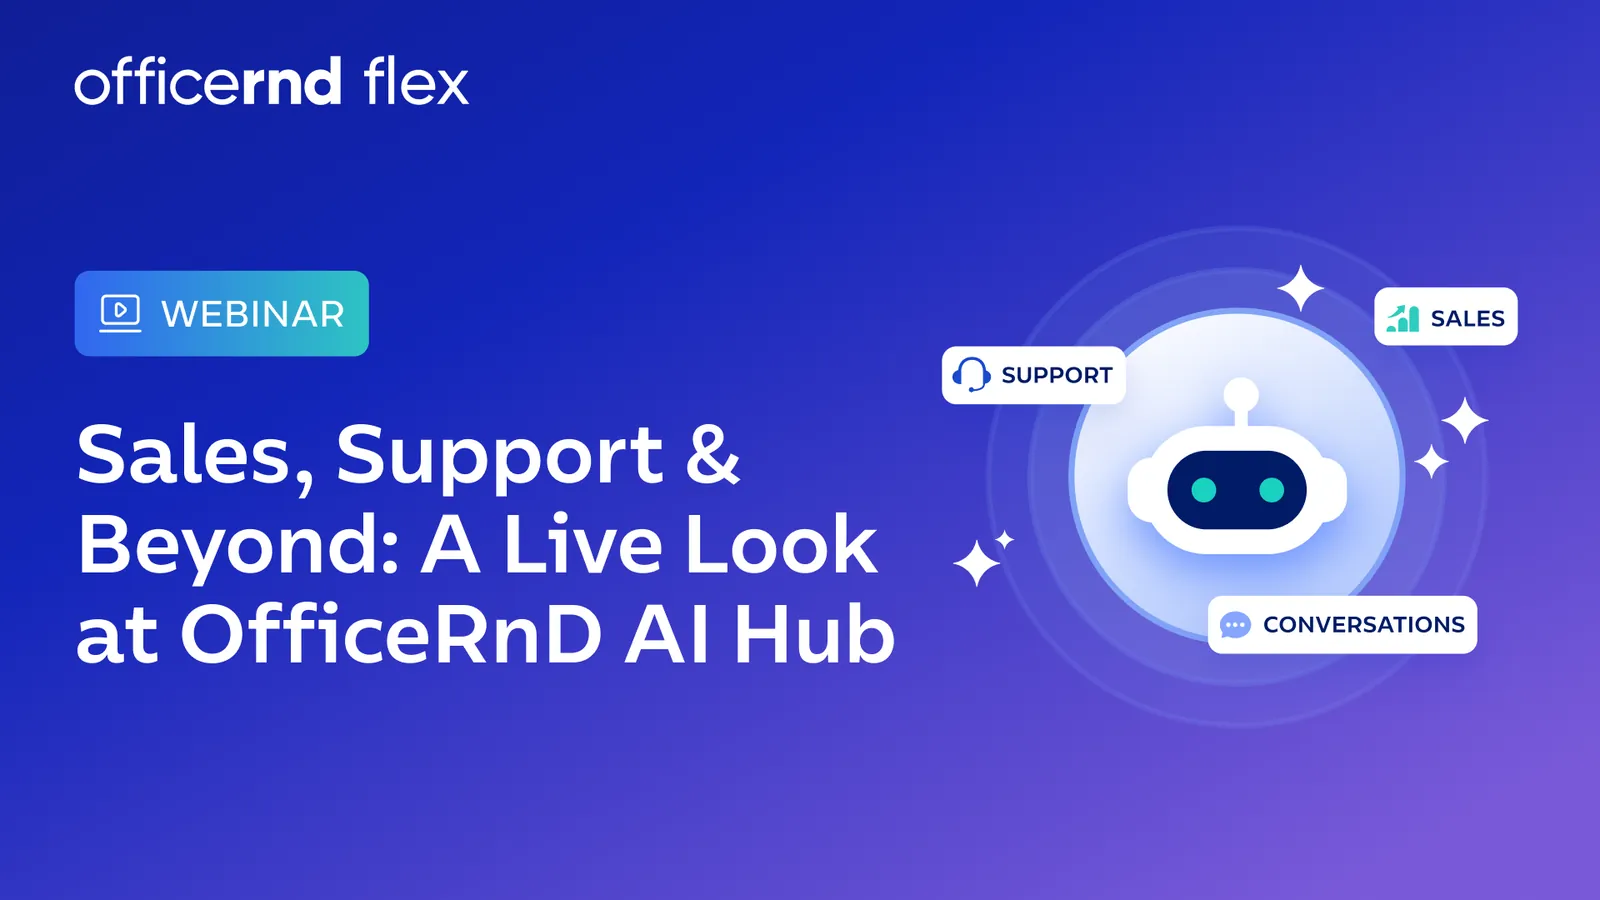 officernd flex
WEBINAR
Sales, Support &
Beyond: A Live Look
at OfficeRnD AI Hub
SALES
SUPPORT
CONVERSATIONS